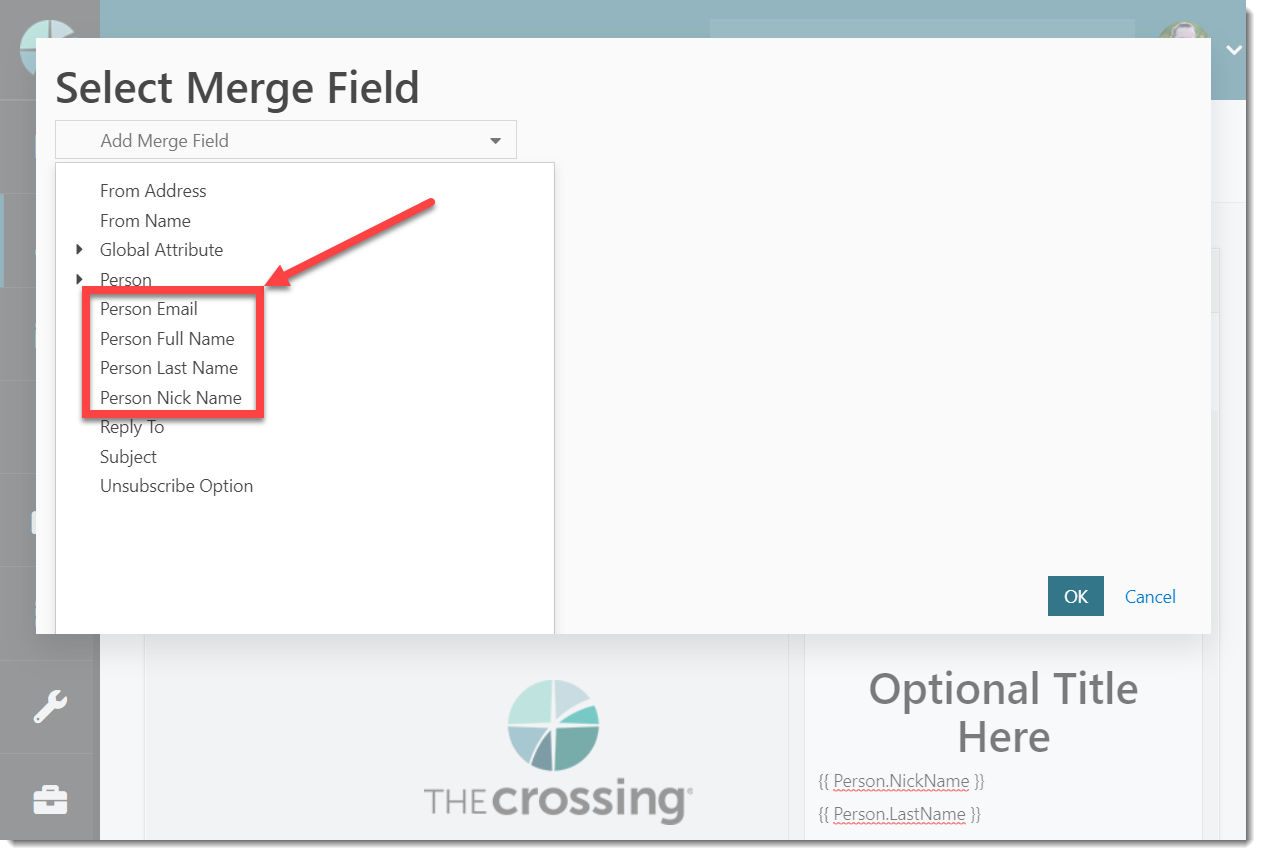 Select Merge Field
Add Merge Field
From Address
From Name
Global Attribute
Person
Person Email
Person Full Name
Person Last Name
Person Nick Name
Reply To
Subject
Unsubscribe Option
OK Cancel
THE crossing
Optional Title
Here
{{ Person.NickName }}
{{ Person.LastName }}